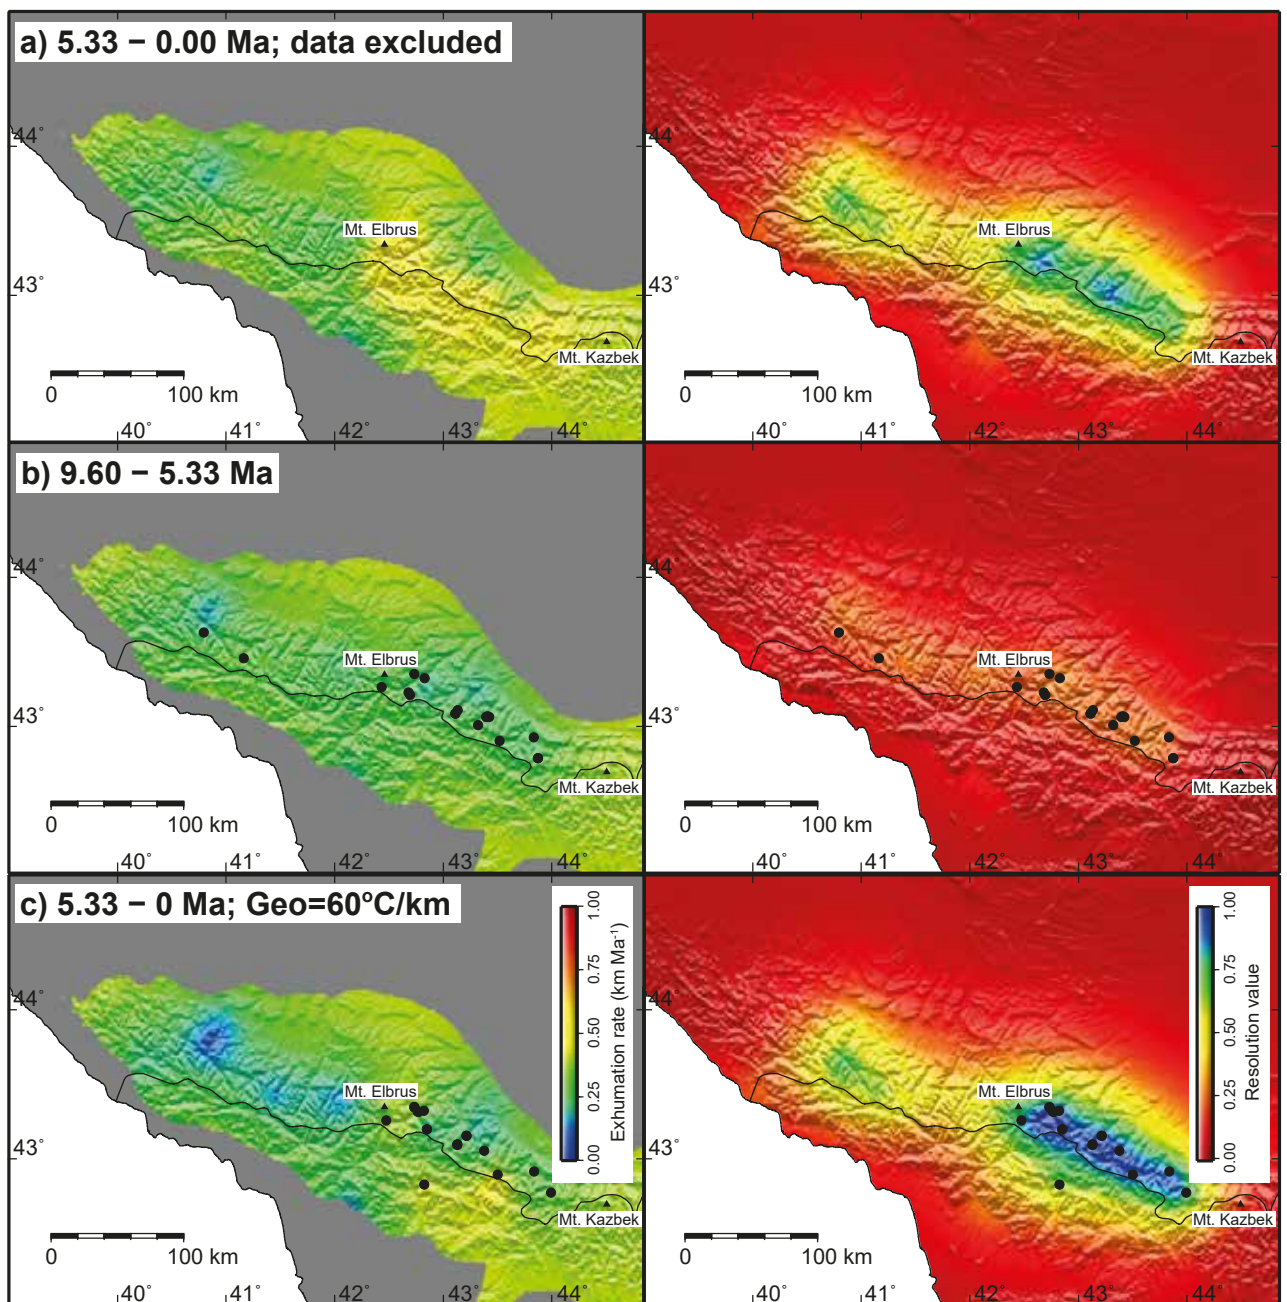 a) 5.33 – 0.00 Ma; data excluded
44°
44°
Mt. Elbrus
Mt. Elbrus
43°
43°
Mt. Kazbek
Mt. Kazbek
0 100 km
0 100 km
40° 41° 42° 43° 44°
40° 41° 42° 43° 44°
b) 9.60 – 5.33 Ma
44°
44°
Mt. Elbrus
Mt. Elbrus
43°
43°
Mt. Kazbek
Mt. Kazbek
0 100 km
0 100 km
40° 41° 42° 43° 44°
40° 41° 42° 43° 44°
c) 5.33 – 0 Ma; Geo=60°C/km
0.00 0.25 0.50 0.75 1.00
Exhumation rate (km Ma⁻¹)
0.00 0.25 0.50 0.75 1.00
Resolution value
44°
44°
Mt. Elbrus
Mt. Elbrus
43°
43°
Mt. Kazbek
Mt. Kazbek
0 100 km
0 100 km
40° 41° 42° 43° 44°
40° 41° 42° 43° 44°